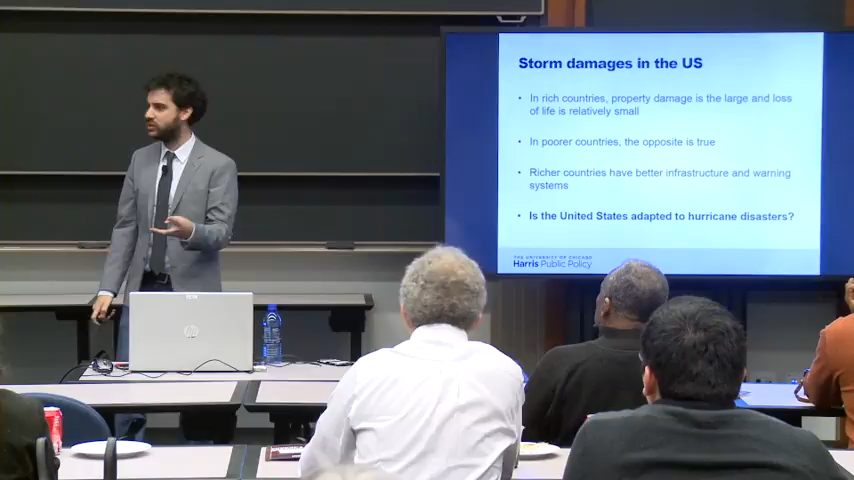 Storm damages in the US
• In rich countries, property damage is the large and loss
of life is relatively small
• In poorer countries, the opposite is true
• Richer countries have better infrastructure and warning
systems
• Is the United States adapted to hurricane disasters?
THE UNIVERSITY OF CHICAGO
Harris Public Policy
hp